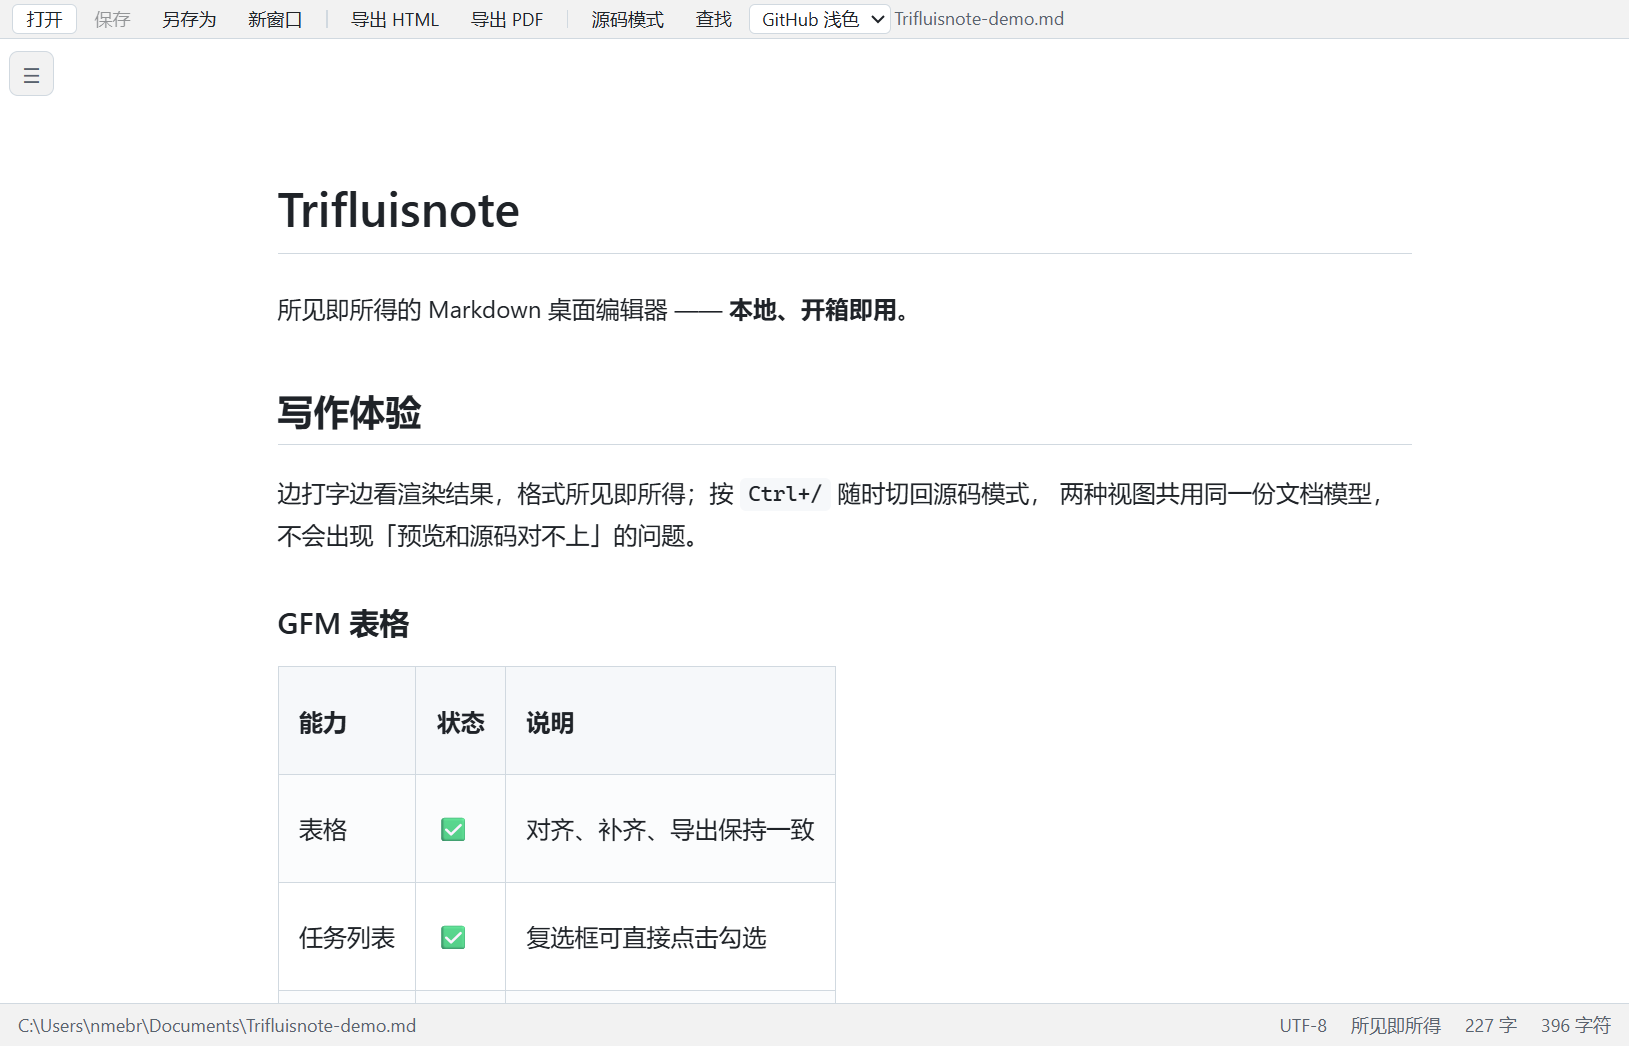 打开 保存 另存为 新窗口 导出 HTML 导出 PDF 源码模式 查找 GitHub 浅色 Trifluisnote-demo.md
Trifluisnote
所见即所得的 Markdown 桌面编辑器 —— 本地、开箱即用。
写作体验
边打字边看渲染结果，格式所见即所得；按 Ctrl+/ 随时切回源码模式， 两种视图共用同一份文档模型，
不会出现「预览和源码对不上」的问题。
GFM 表格
能力 状态 说明
表格 ✅ 对齐、补齐、导出保持一致
任务列表 ✅ 复选框可直接点击勾选
C:\Users\nmebr\Documents\Trifluisnote-demo.md UTF-8 所见即所得 227 字 396 字符